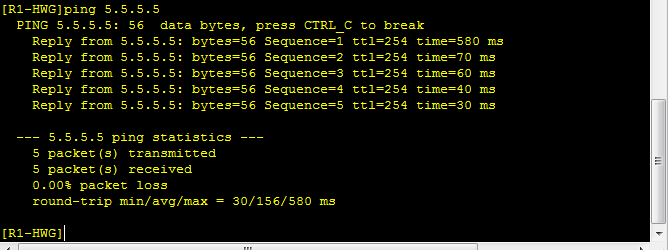 [R1-HWG]ping 5.5.5.5
PING 5.5.5.5: 56  data bytes, press CTRL_C to break
Reply from 5.5.5.5: bytes=56 Sequence=1 ttl=254 time=580 ms
Reply from 5.5.5.5: bytes=56 Sequence=2 ttl=254 time=70 ms
Reply from 5.5.5.5: bytes=56 Sequence=3 ttl=254 time=60 ms
Reply from 5.5.5.5: bytes=56 Sequence=4 ttl=254 time=40 ms
Reply from 5.5.5.5: bytes=56 Sequence=5 ttl=254 time=30 ms
--- 5.5.5.5 ping statistics ---
5 packet(s) transmitted
5 packet(s) received
0.00% packet loss
round-trip min/avg/max = 30/156/580 ms
[R1-HWG]